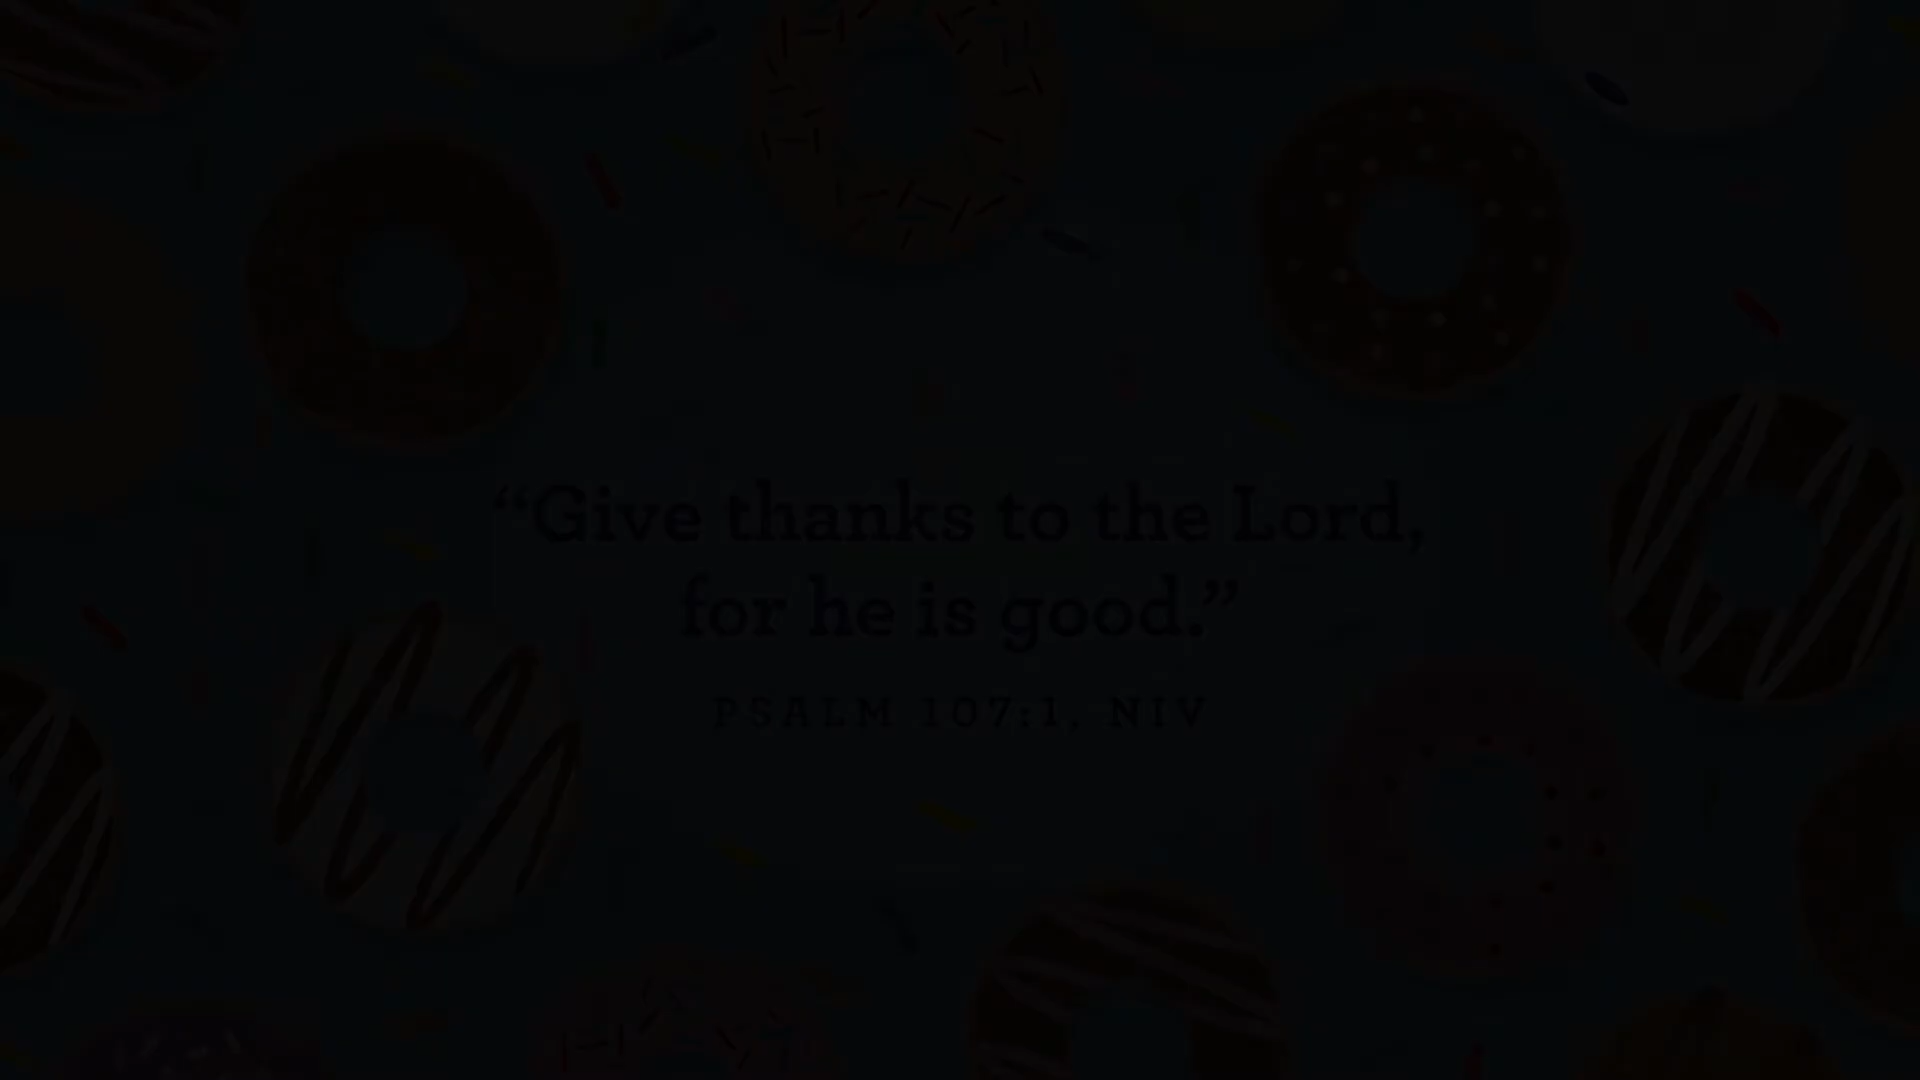 “Give thanks to the Lord,
for he is good.”
PSALM 107:1, NIV